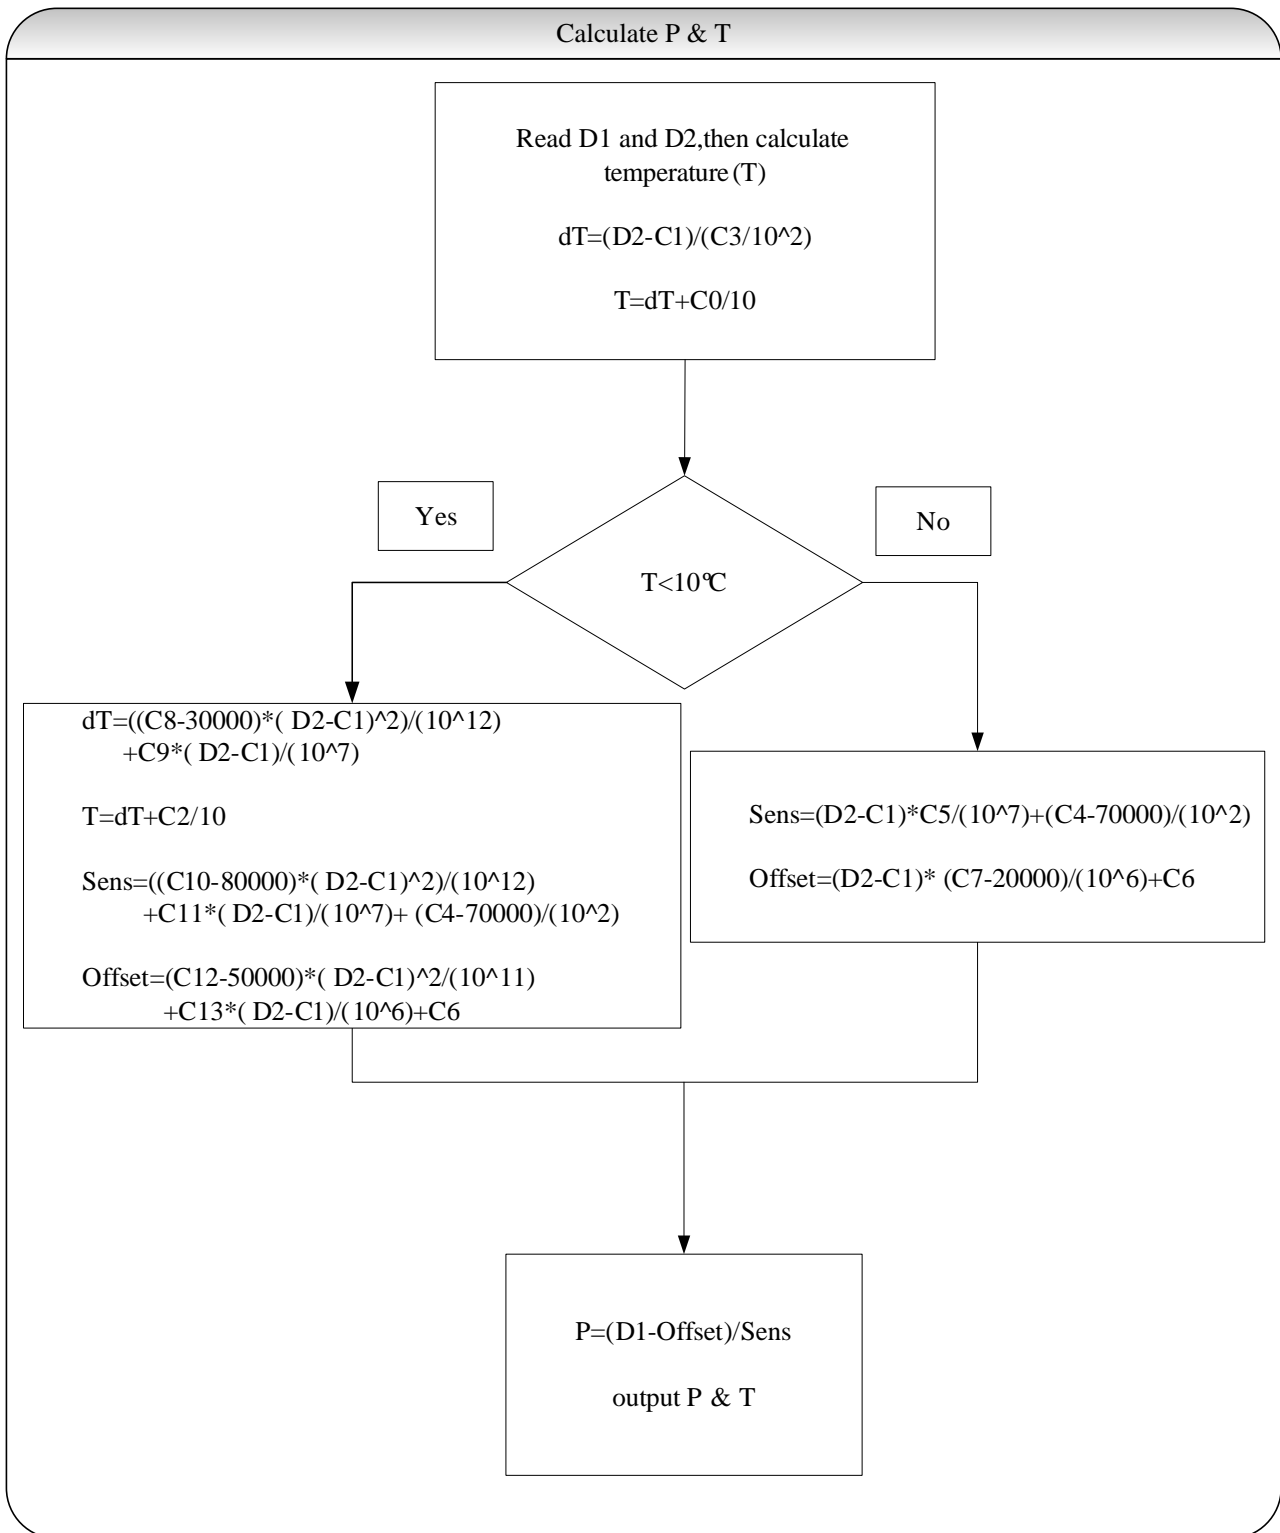 Calculate P & T
Read D1 and D2,then calculate
temperature(T)
dT=(D2-C1)/(C3/10^2)
T=dT+C0/10
Yes
No
T<10℃
dT=((C8-30000)*( D2-C1)^2)/(10^12)
+C9*( D2-C1)/(10^7)
T=dT+C2/10
Sens=((C10-80000)*( D2-C1)^2)/(10^12)
+C11*( D2-C1)/(10^7)+ (C4-70000)/(10^2)
Offset=(C12-50000)*( D2-C1)^2/(10^11)
+C13*( D2-C1)/(10^6)+C6
Sens=(D2-C1)*C5/(10^7)+(C4-70000)/(10^2)
Offset=(D2-C1)* (C7-20000)/(10^6)+C6
P=(D1-Offset)/Sens
output P & T